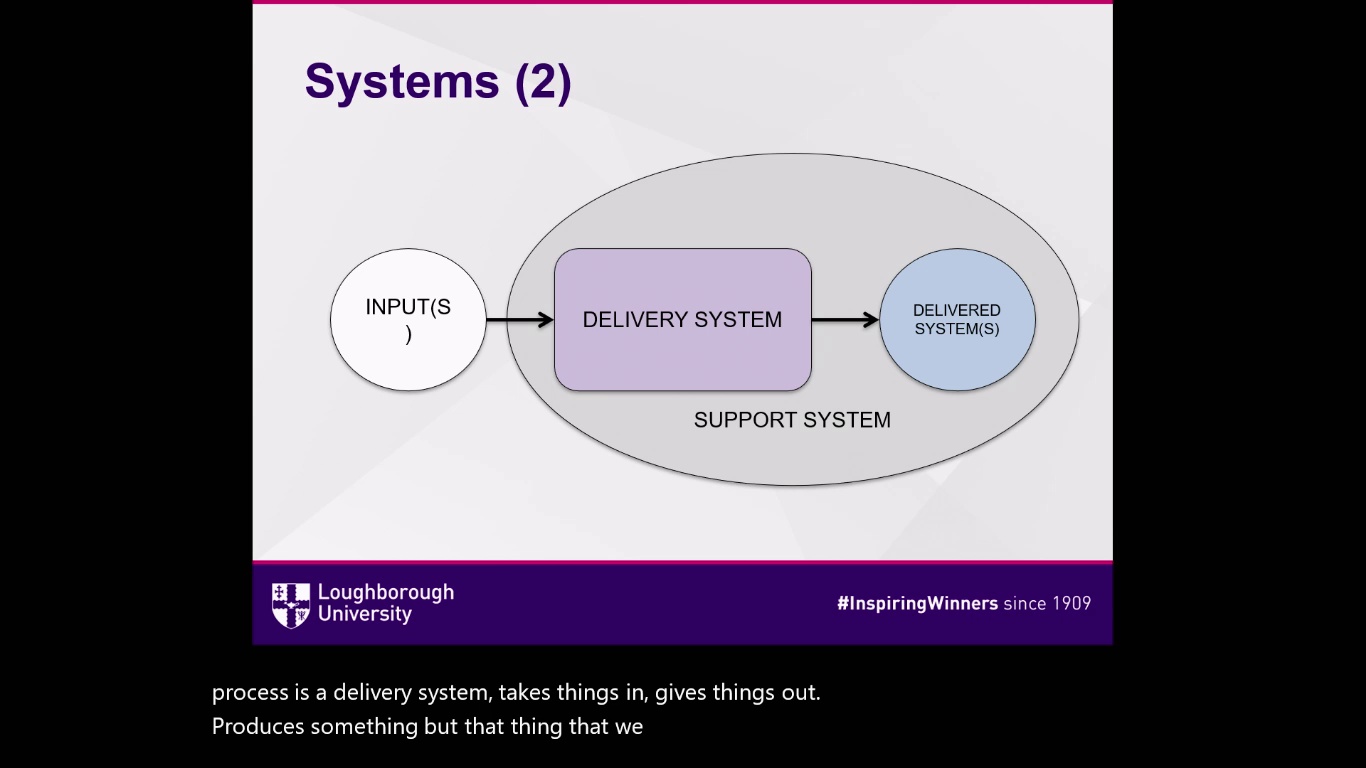 Systems (2)
INPUT(S
)
DELIVERY SYSTEM
DELIVERED
SYSTEM(S)
SUPPORT SYSTEM
Loughborough
University
#InspiringWinners since 1909
process is a delivery system, takes things in, gives things out.
Produces something but that thing that we